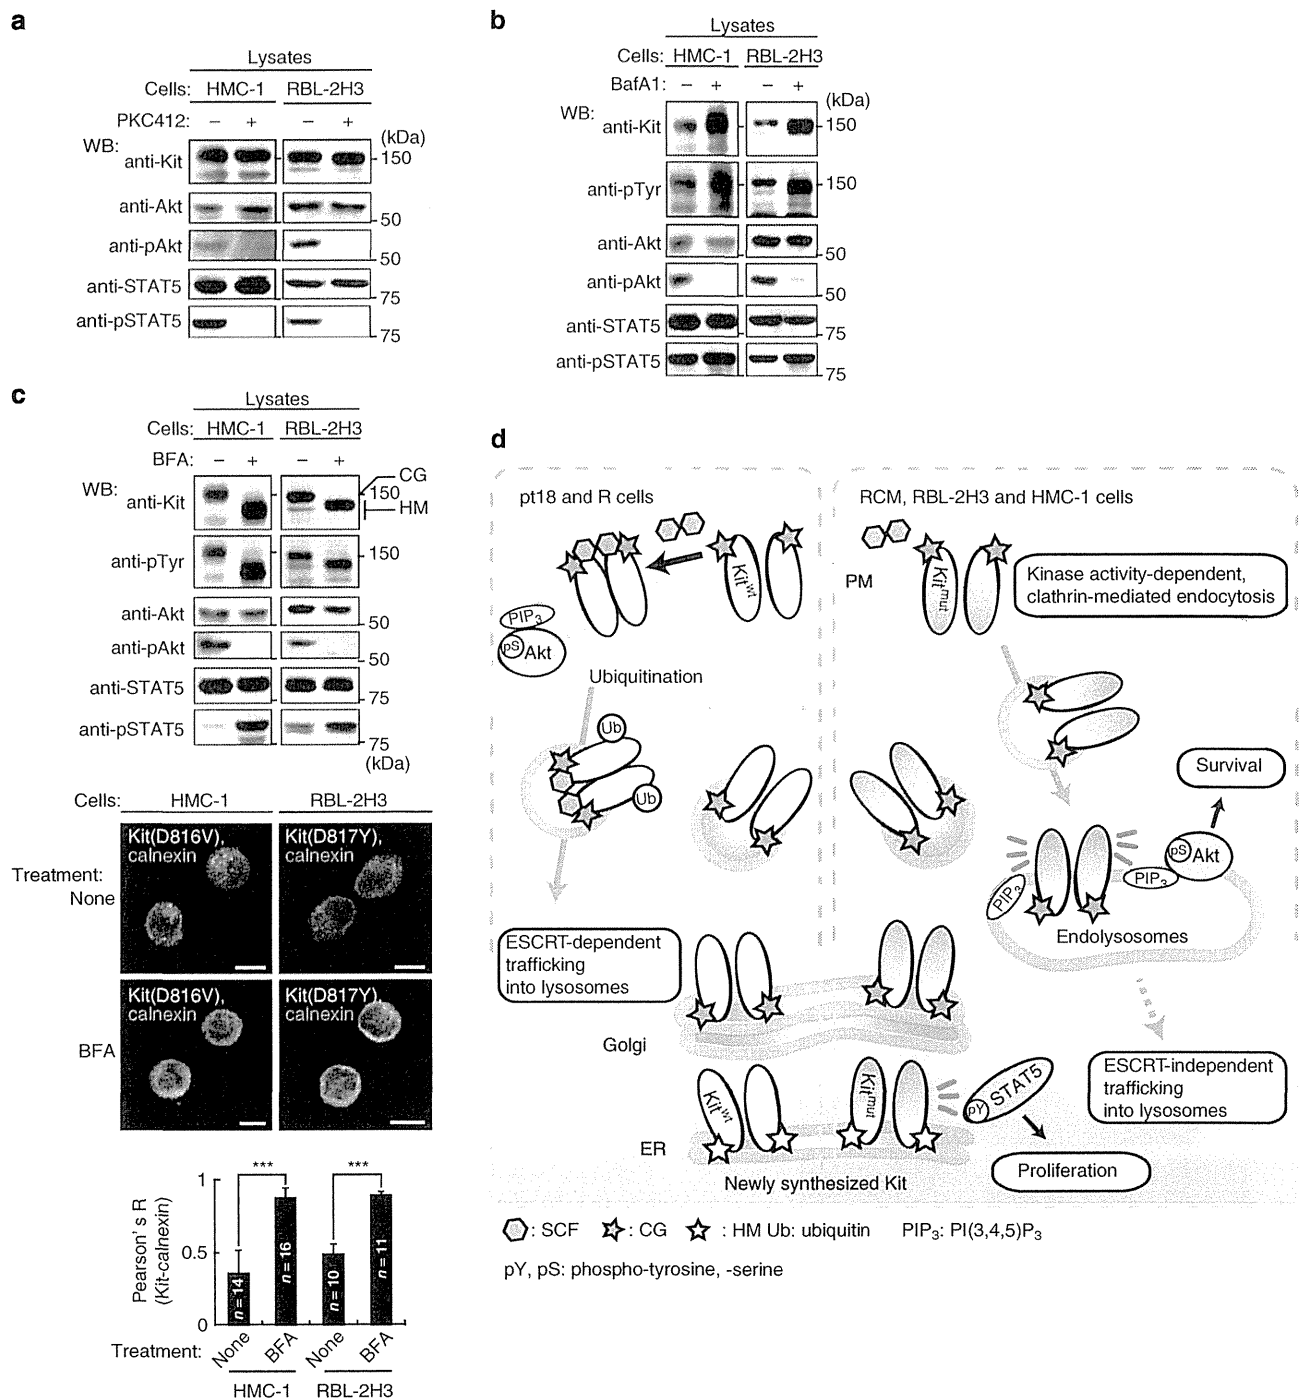 a
Lysates
Cells: HMC-1 RBL-2H3
PKC412: – + – +
(kDa)
WB: anti-Kit 150
anti-Akt 50
anti-pAkt 50
anti-STAT5 75
anti-pSTAT5 75
b
Lysates
Cells: HMC-1 RBL-2H3
BafA1: – + – +
(kDa)
WB: anti-Kit 150
anti-pTyr 150
anti-Akt 50
anti-pAkt 50
anti-STAT5
anti-pSTAT5 75
c
Lysates
Cells: HMC-1 RBL-2H3
BFA: – + – +
CG
WB: anti-Kit 150
HM
anti-pTyr 150
anti-Akt 50
anti-pAkt 50
anti-STAT5 75
anti-pSTAT5 75
(kDa)
Cells: HMC-1 RBL-2H3
Treatment:
None
Kit(D816V),
calnexin
Kit(D817Y),
calnexin
BFA
Kit(D816V),
calnexin
Kit(D817Y),
calnexin
Pearson's R
(Kit-calnexin)
1
0.5
0
***
***
n = 14
n = 16
n = 10
n = 11
Treatment: None BFA None BFA
HMC-1 RBL-2H3
d
pt18 and R cells
RCM, RBL-2H3 and HMC-1 cells
Kitwt
PM
Kitmut
Kinase activity-dependent,
clathrin-mediated endocytosis
PIP3
pS Akt
Ubiquitination
Ub
Ub
Survival
pS Akt
PIP3
PIP3
Endolysosomes
ESCRT-dependent
trafficking
into lysosomes
Golgi
ESCRT-independent
trafficking
into lysosomes
Kitwt
Kitmut
pY STAT5
ER
Proliferation
Newly synthesized Kit
: SCF : CG : HM Ub: ubiquitin PIP3: PI(3,4,5)P3
pY, pS: phospho-tyrosine, -serine